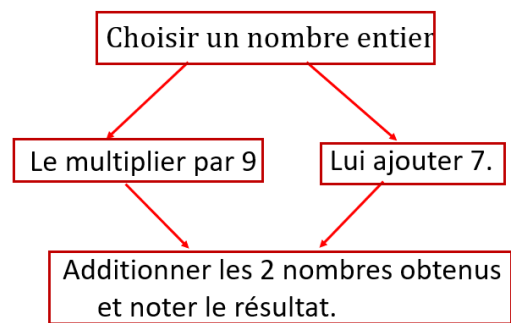 Choisir un nombre entier
Le multiplier par 9
Lui ajouter 7.
Additionner les 2 nombres obtenus
et noter le résultat.